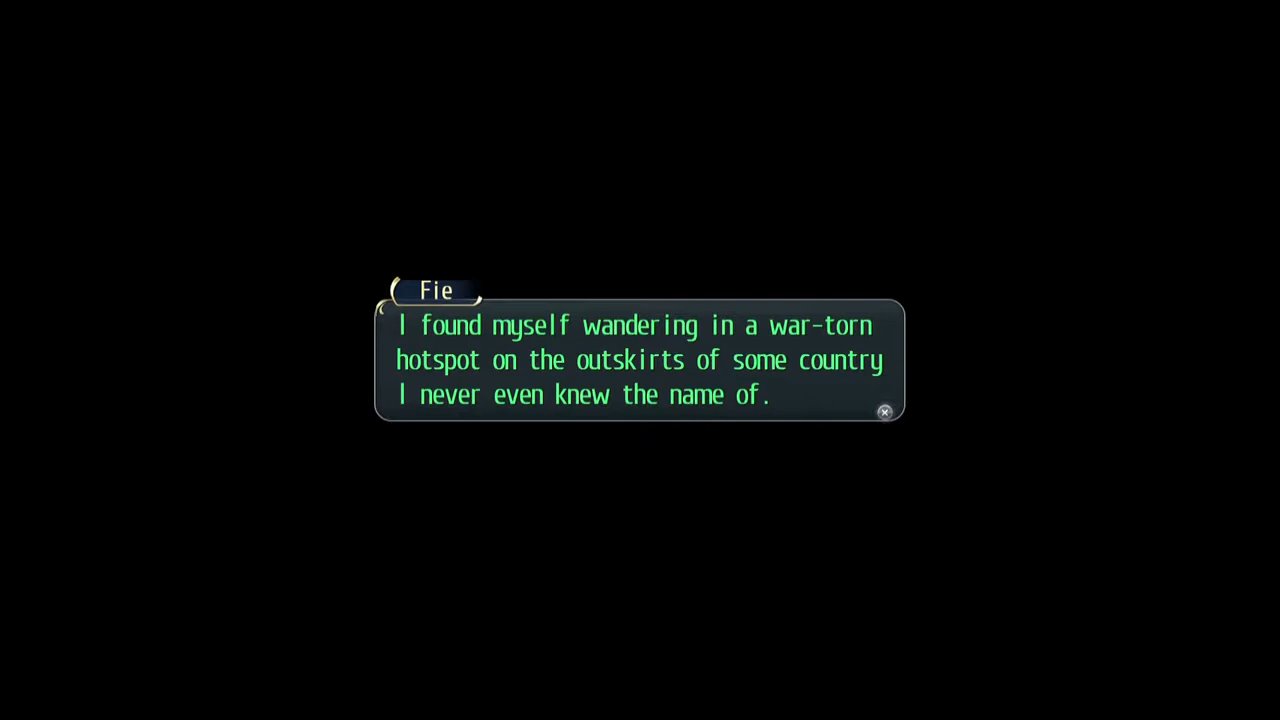 Fie
I found myself wandering in a war-torn
hotspot on the outskirts of some country
I never even knew the name of.